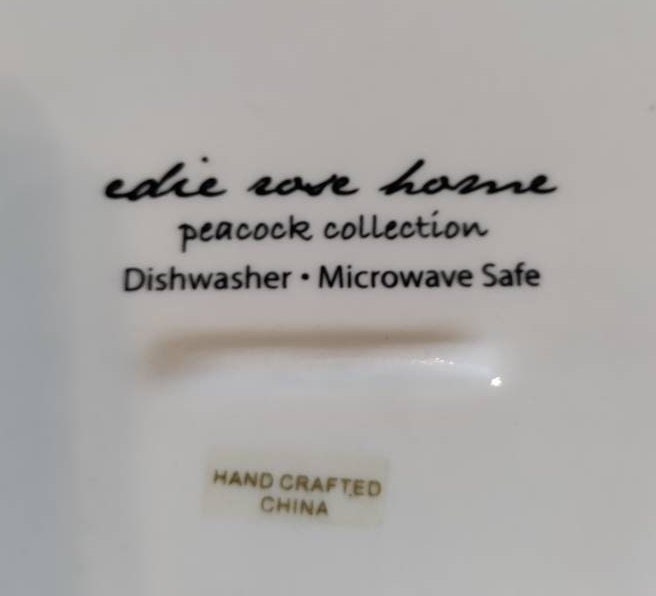 edie rose home
peacock collection
Dishwasher • Microwave Safe
HAND CRAFTED
CHINA